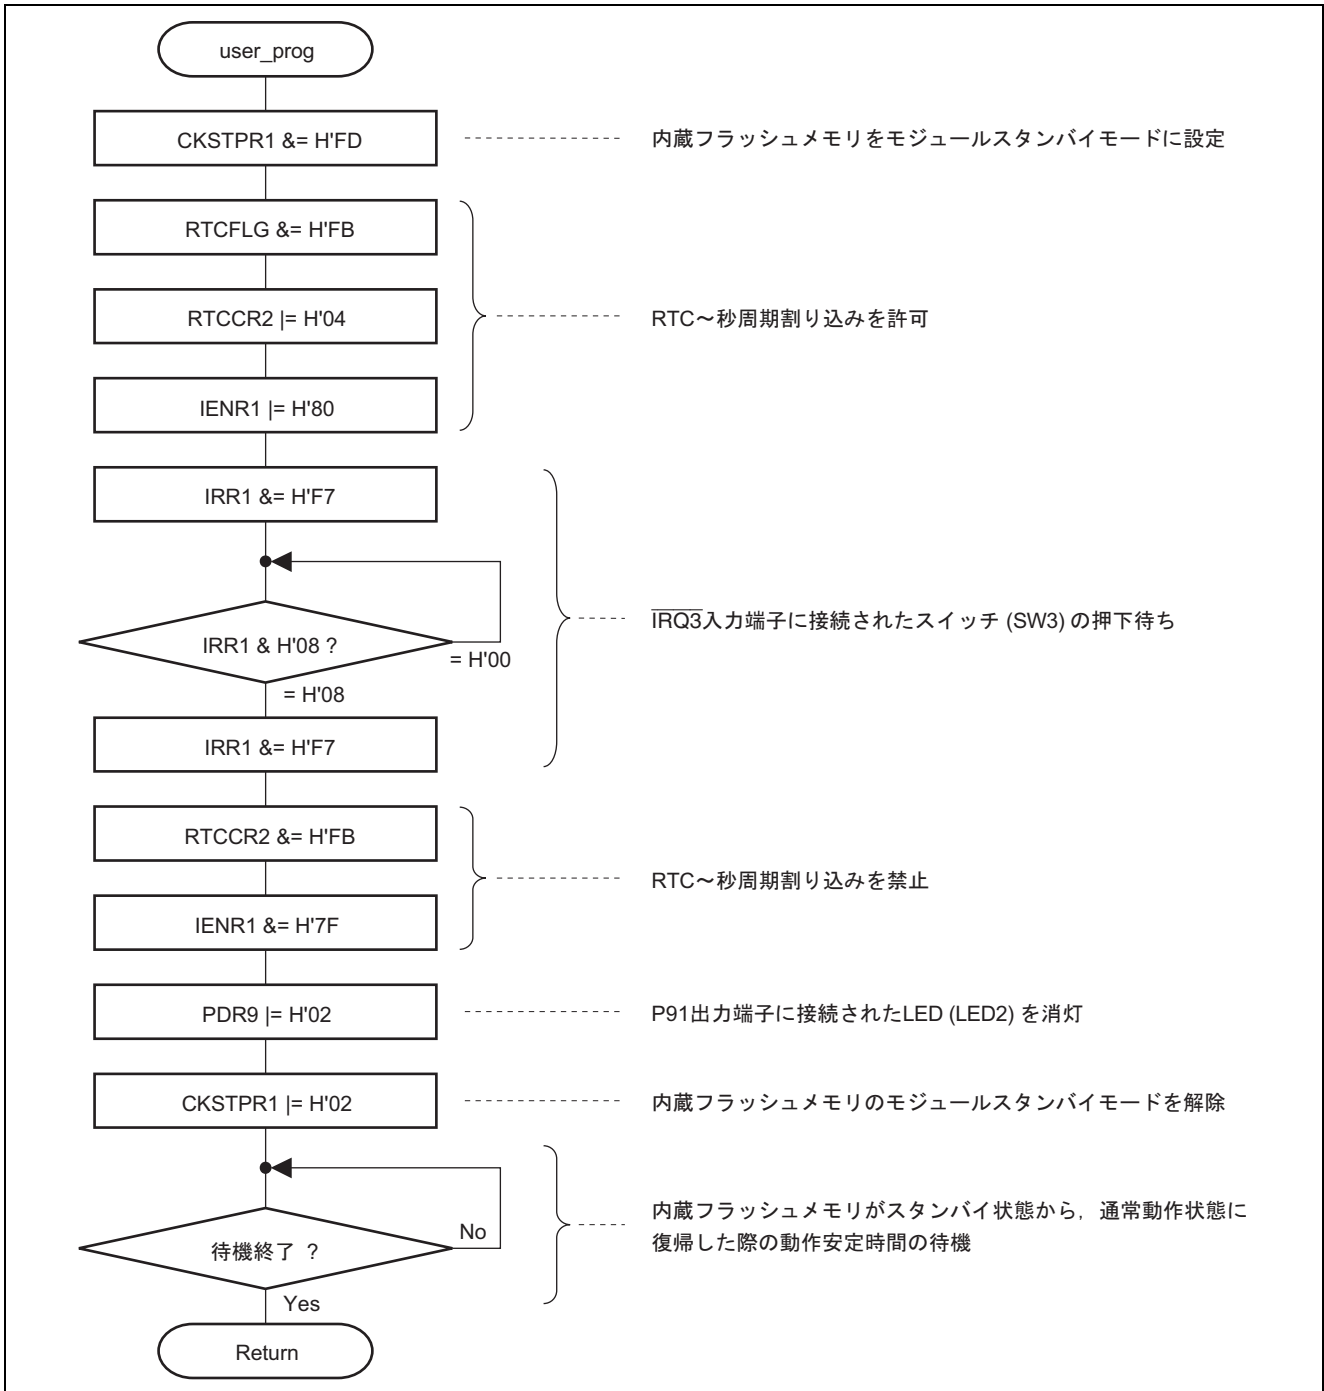 user_prog
CKSTPR1 &= H'FD
内蔵フラッシュメモリをモジュールスタンバイモードに設定
RTCFLG &= H'FB
RTCCR2 |= H'04
RTC～秒周期割り込みを許可
IENR1 |= H'80
IRR1 &= H'F7
IRQ3入力端子に接続されたスイッチ (SW3) の押下待ち
IRR1 & H'08 ?
= H'00
= H'08
IRR1 &= H'F7
RTCCR2 &= H'FB
RTC～秒周期割り込みを禁止
IENR1 &= H'7F
PDR9 |= H'02
P91出力端子に接続されたLED (LED2) を消灯
CKSTPR1 |= H'02
内蔵フラッシュメモリのモジュールスタンバイモードを解除
内蔵フラッシュメモリがスタンバイ状態から，通常動作状態に
復帰した際の動作安定時間の待機
待機終了 ？
No
Yes
Return